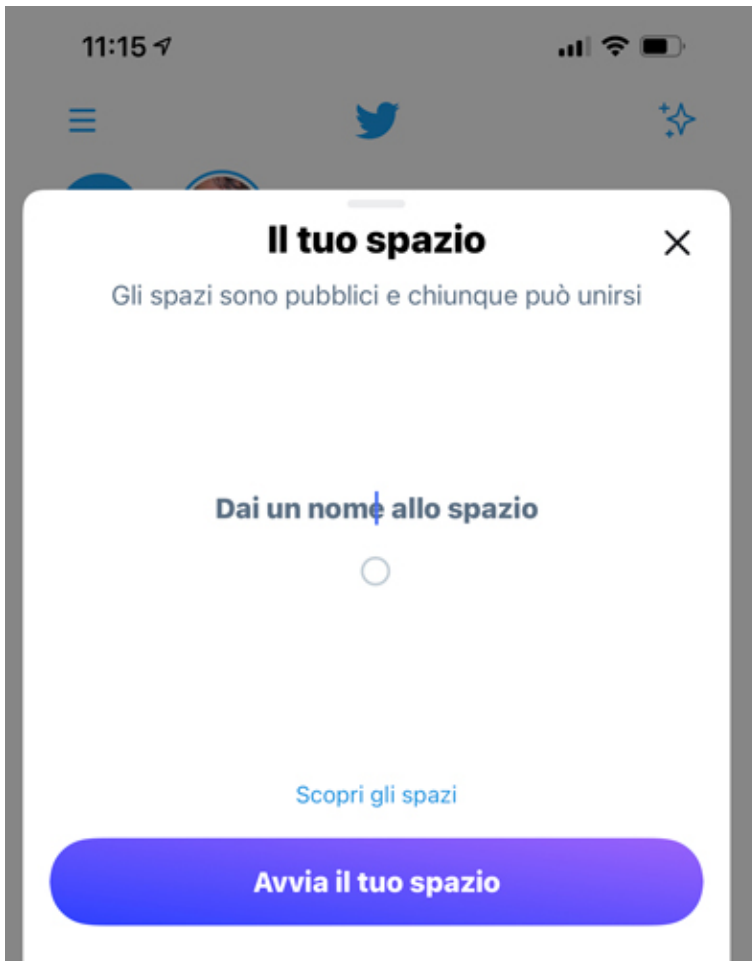 11:15
Il tuo spazio
Gli spazi sono pubblici e chiunque può unirsi
Dai un nome allo spazio
Scopri gli spazi
Avvia il tuo spazio